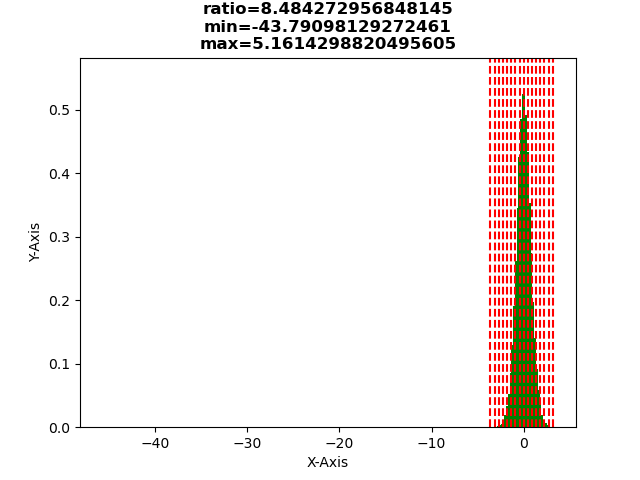 ratio=8.484272956848145
min=-43.79098129272461
max=5.1614298820495605
0.5
0.4
0.3
0.2
0.1
0.0
Y-Axis
−40
−30
−20
−10
0
X-Axis